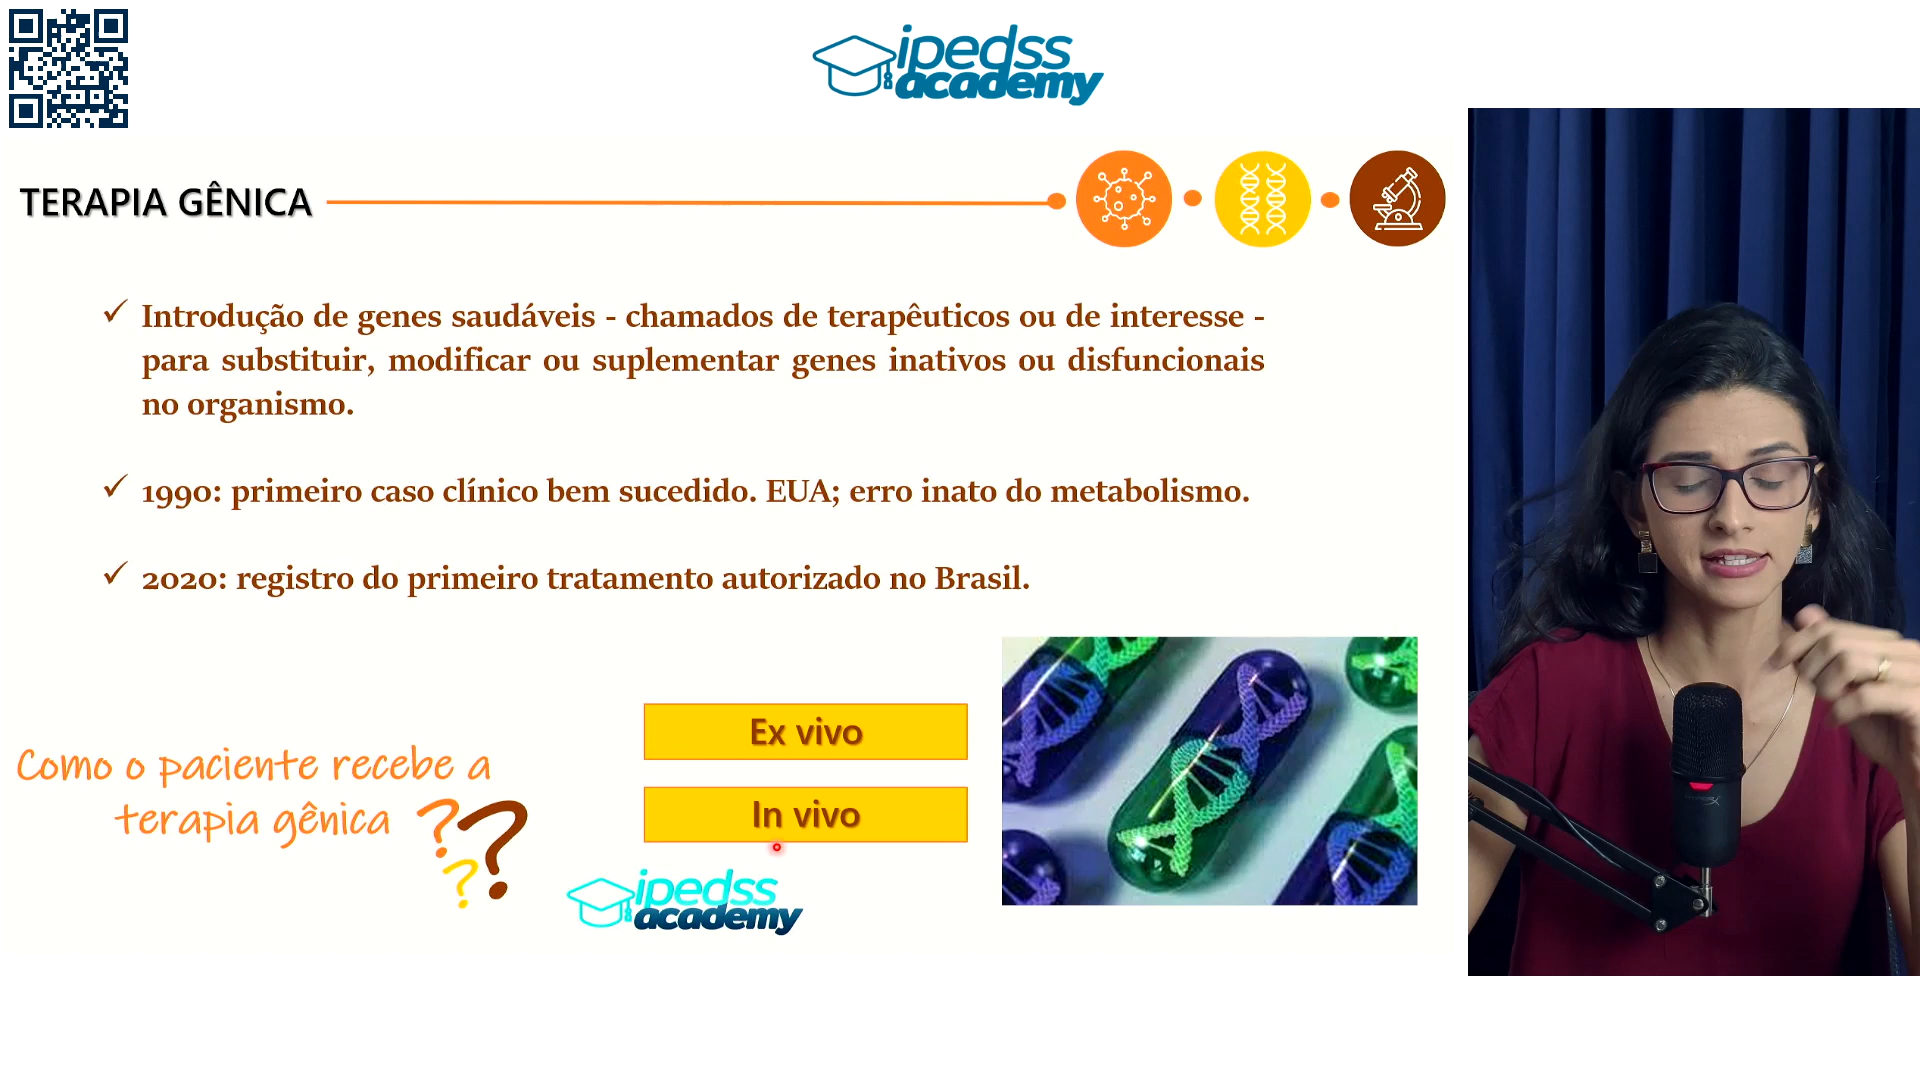 ipedss
academy
TERAPIA GÊNICA
✓ Introdução de genes saudáveis - chamados de terapêuticos ou de interesse -
para substituir, modificar ou suplementar genes inativos ou disfuncionais
no organismo.
✓ 1990: primeiro caso clínico bem sucedido. EUA; erro inato do metabolismo.
✓ 2020: registro do primeiro tratamento autorizado no Brasil.
Como o paciente recebe a
terapia gênica ???
Ex vivo
In vivo
ipedss
academy